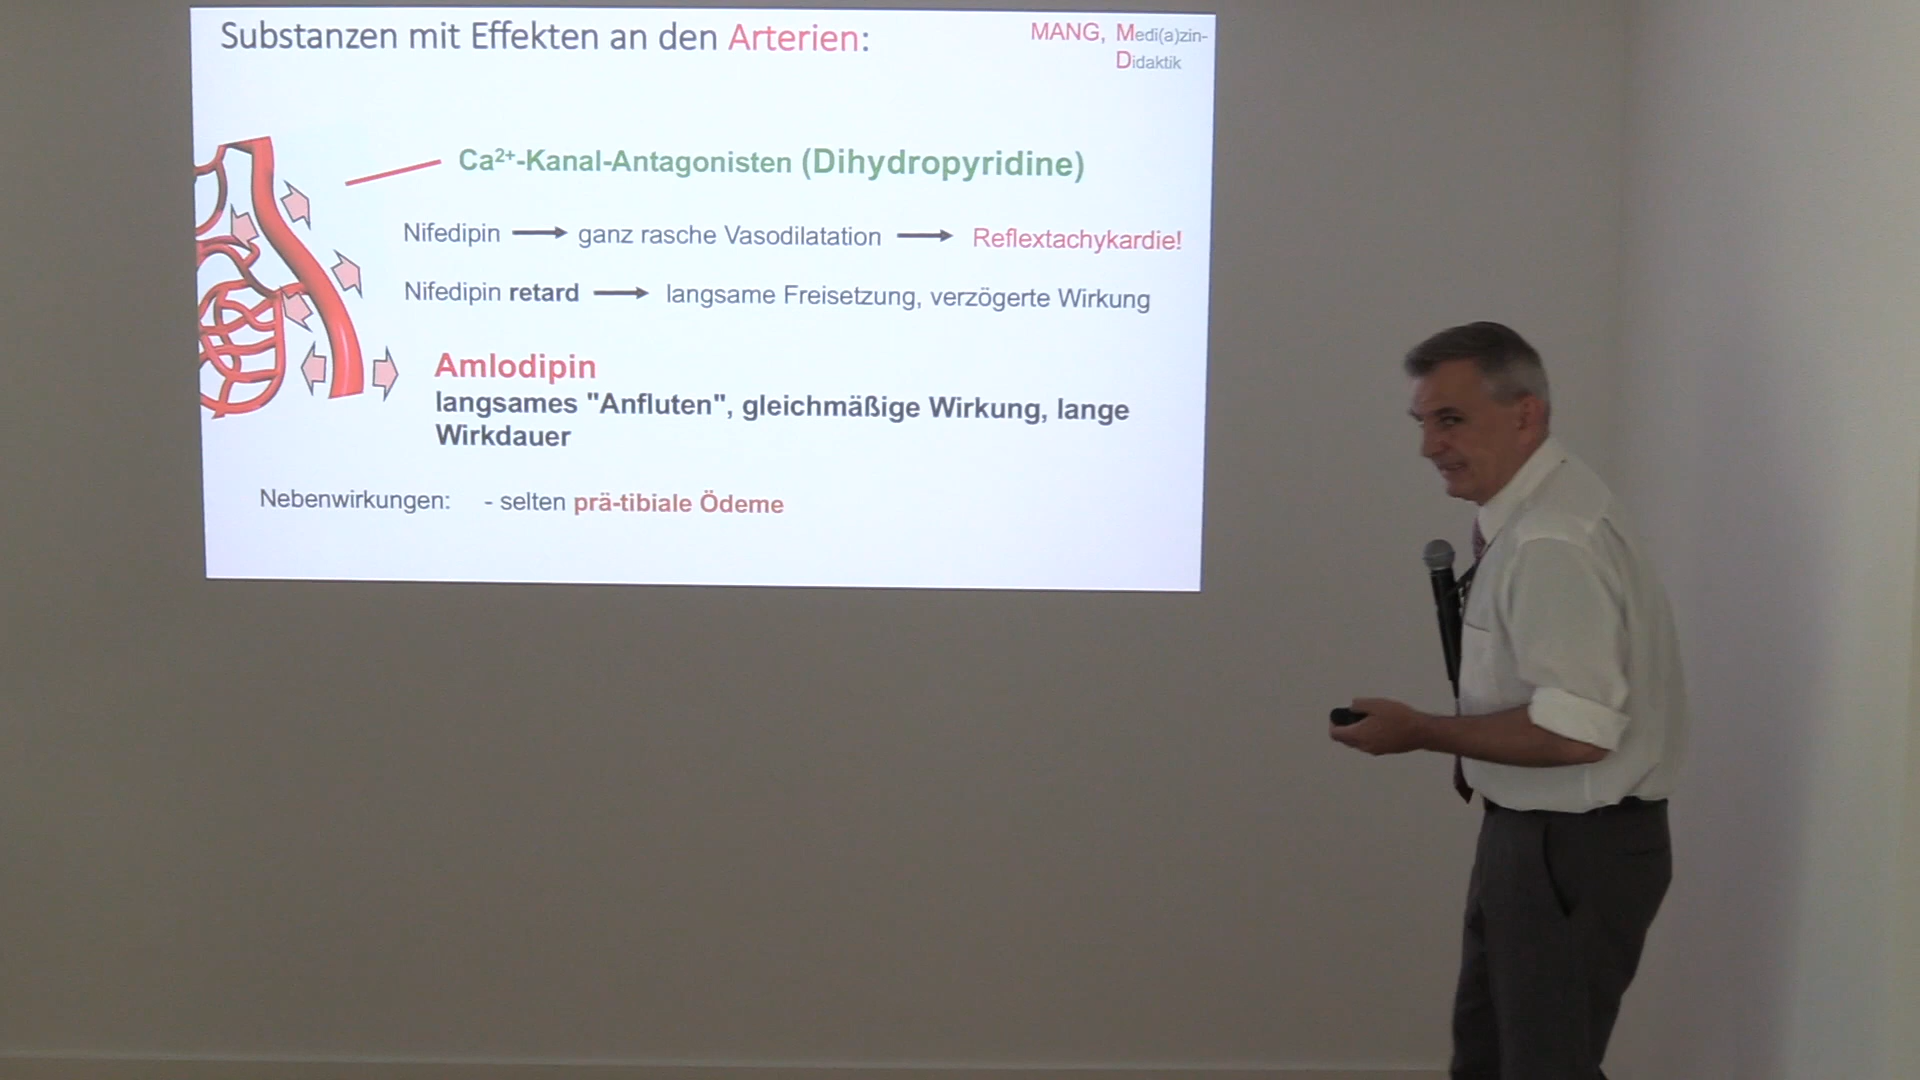 Substanzen mit Effekten an den Arterien:
MANG, Medi(a)zin-
Didaktik
Ca²⁺-Kanal-Antagonisten (Dihydropyridine)
Nifedipin ⟶ ganz rasche Vasodilatation ⟶ Reflextachykardie!
Nifedipin retard ⟶ langsame Freisetzung, verzögerte Wirkung
Amlodipin
langsames "Anfluten", gleichmäßige Wirkung, lange
Wirkdauer
Nebenwirkungen: - selten prä-tibiale Ödeme